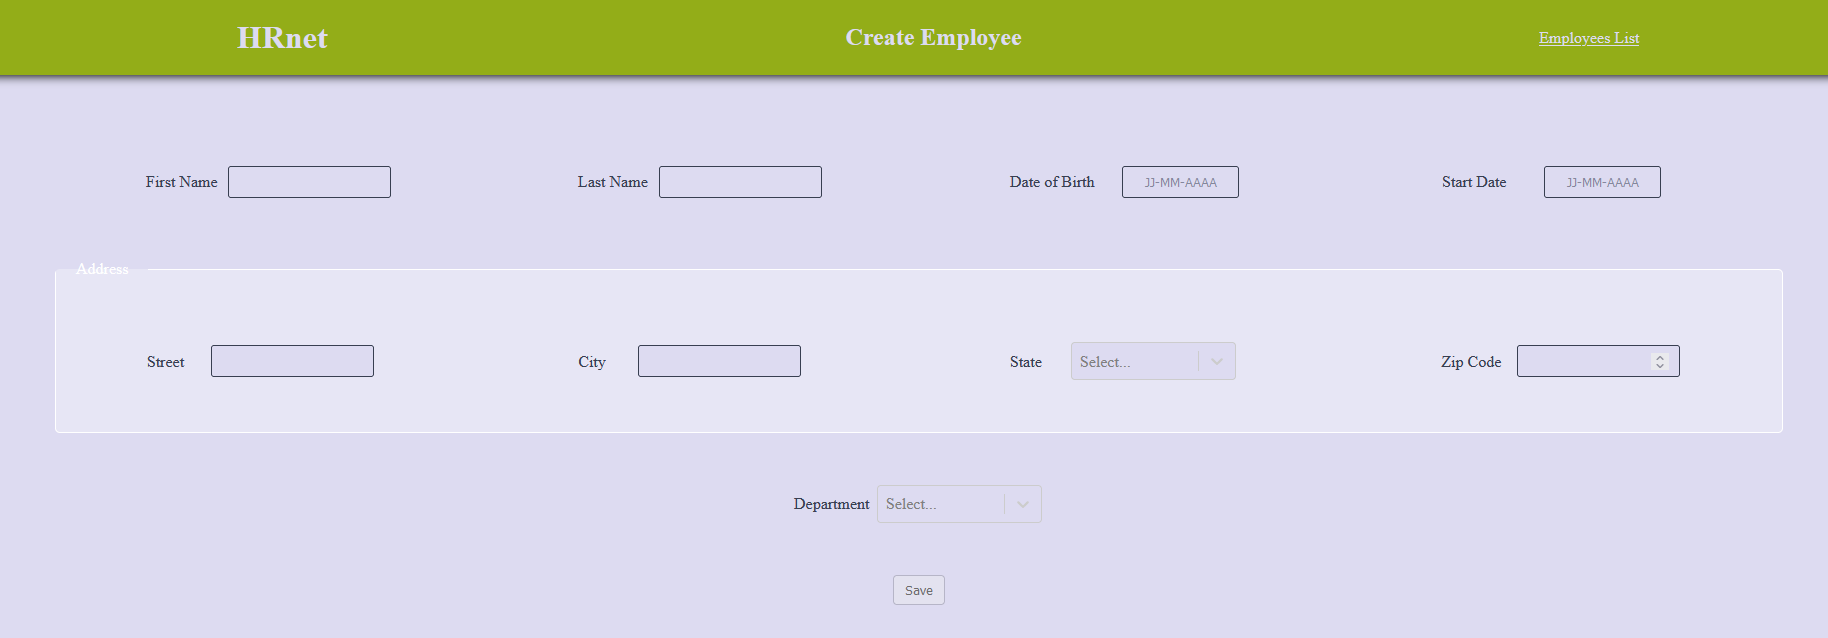 HRnet Create Employee Employees List
First Name Last Name Date of Birth JJ-MM-AAAA Start Date JJ-MM-AAAA
Address
Street City State Select... Zip Code
Department Select...
Save